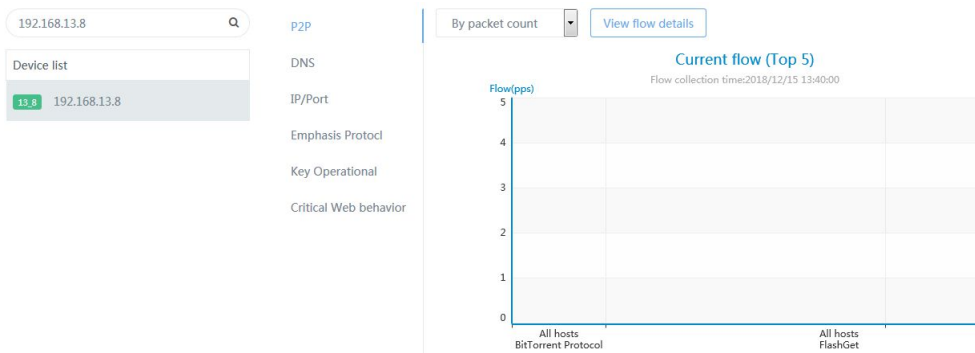 192.168.13.8
Device list
13_8 192.168.13.8
P2P
DNS
IP/Port
Emphasis Protocl
Key Operational
Critical Web behavior
By packet count
View flow details
Current flow (Top 5)
Flow collection time:2018/12/15 13:40:00
Flow(pps)
5
4
3
2
1
0
All hosts
BitTorrent Protocol
All hosts
FlashGet